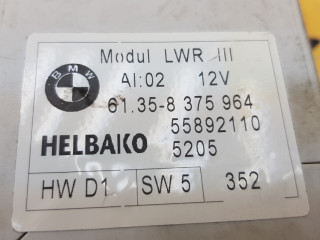 Modul LWR III
BMW
AI:02 12V
61.35-8 375 964
55892110
HELBAKO 5205
HW D1 SW 5 352